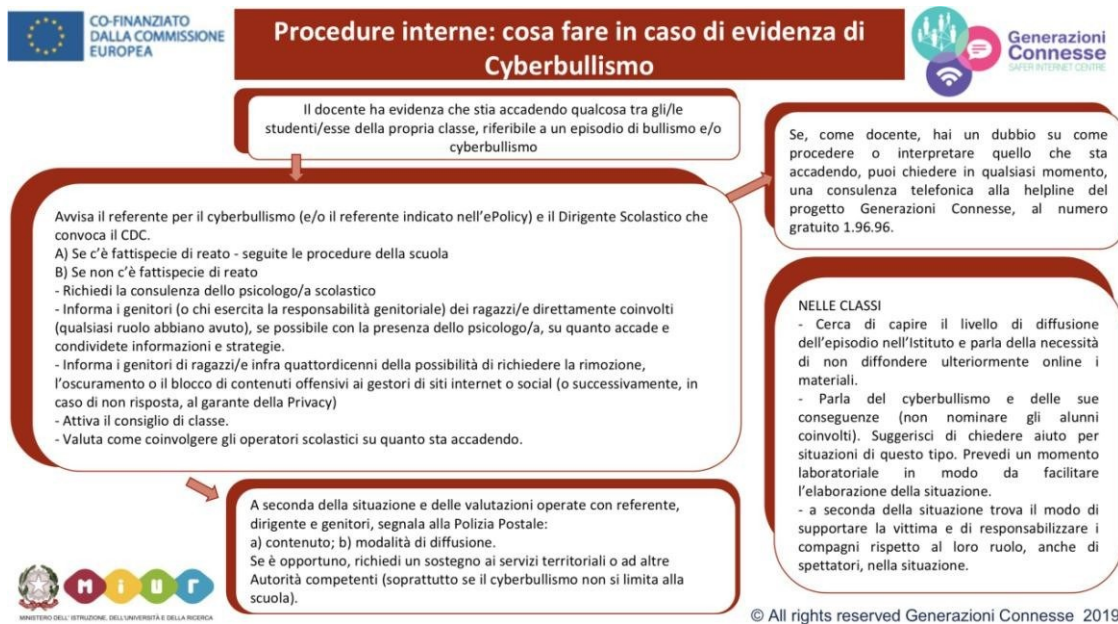 CO-FINANZIATO
DALLA COMMISSIONE
EUROPEA
Procedure interne: cosa fare in caso di evidenza di
Cyberbullismo
Generazioni
Connesse
SAFER INTERNET CENTRE
Il docente ha evidenza che stia accadendo qualcosa tra gli/le
studenti/esse della propria classe, riferibile a un episodio di bullismo e/o
cyberbullismo
Se, come docente, hai un dubbio su come
procedere o interpretare quello che sta
accadendo, puoi chiedere in qualsiasi momento,
una consulenza telefonica alla helpline del
progetto Generazioni Connesse, al numero
gratuito 1.96.96.
Avvisa il referente per il cyberbullismo (e/o il referente indicato nell'ePolicy) e il Dirigente Scolastico che
convoca il CDC.
A) Se c'è fattispecie di reato - seguite le procedure della scuola
B) Se non c'è fattispecie di reato
- Richiedi la consulenza dello psicologo/a scolastico
- Informa i genitori (o chi esercita la responsabilità genitoriale) dei ragazzi/e direttamente coinvolti
(qualsiasi ruolo abbiano avuto), se possibile con la presenza dello psicologo/a, su quanto accade e
condividete informazioni e strategie.
- Informa i genitori di ragazzi/e infra quattordicenni della possibilità di richiedere la rimozione,
l'oscuramento o il blocco di contenuti offensivi ai gestori di siti internet o social (o successivamente, in
caso di non risposta, al garante della Privacy)
- Attiva il consiglio di classe.
- Valuta come coinvolgere gli operatori scolastici su quanto sta accadendo.
NELLE CLASSI
- Cerca di capire il livello di diffusione
dell'episodio nell'Istituto e parla della necessità
di non diffondere ulteriormente online i
materiali.
- Parla del cyberbullismo e delle sue
conseguenze (non nominare gli alunni
coinvolti). Suggerisci di chiedere aiuto per
situazioni di questo tipo. Prevedi un momento
laboratoriale in modo da facilitare
l'elaborazione della situazione.
- a seconda della situazione trova il modo di
supportare la vittima e di responsabilizzare i
compagni rispetto al loro ruolo, anche di
spettatori, nella situazione.
A seconda della situazione e delle valutazioni operate con referente,
dirigente e genitori, segnala alla Polizia Postale:
a) contenuto; b) modalità di diffusione.
Se è opportuno, richiedi un sostegno ai servizi territoriali o ad altre
Autorità competenti (soprattutto se il cyberbullismo non si limita alla
scuola).
miur
MINISTERO DELL'ISTRUZIONE, DELL'UNIVERSITÀ E DELLA RICERCA
© All rights reserved Generazioni Connesse 2019